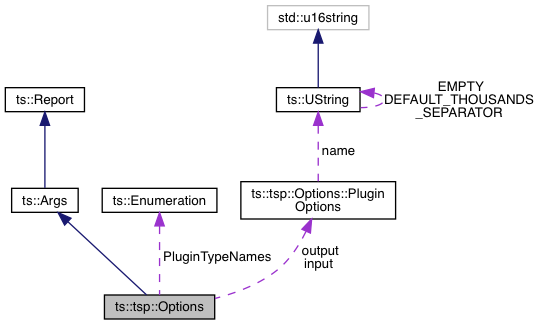 std::u16string
ts::Report
ts::UString
EMPTY
DEFAULT_THOUSANDS
_SEPARATOR
name
ts::Args
ts::Enumeration
ts::tsp::Options::Plugin
Options
PluginTypeNames
output
input
ts::tsp::Options